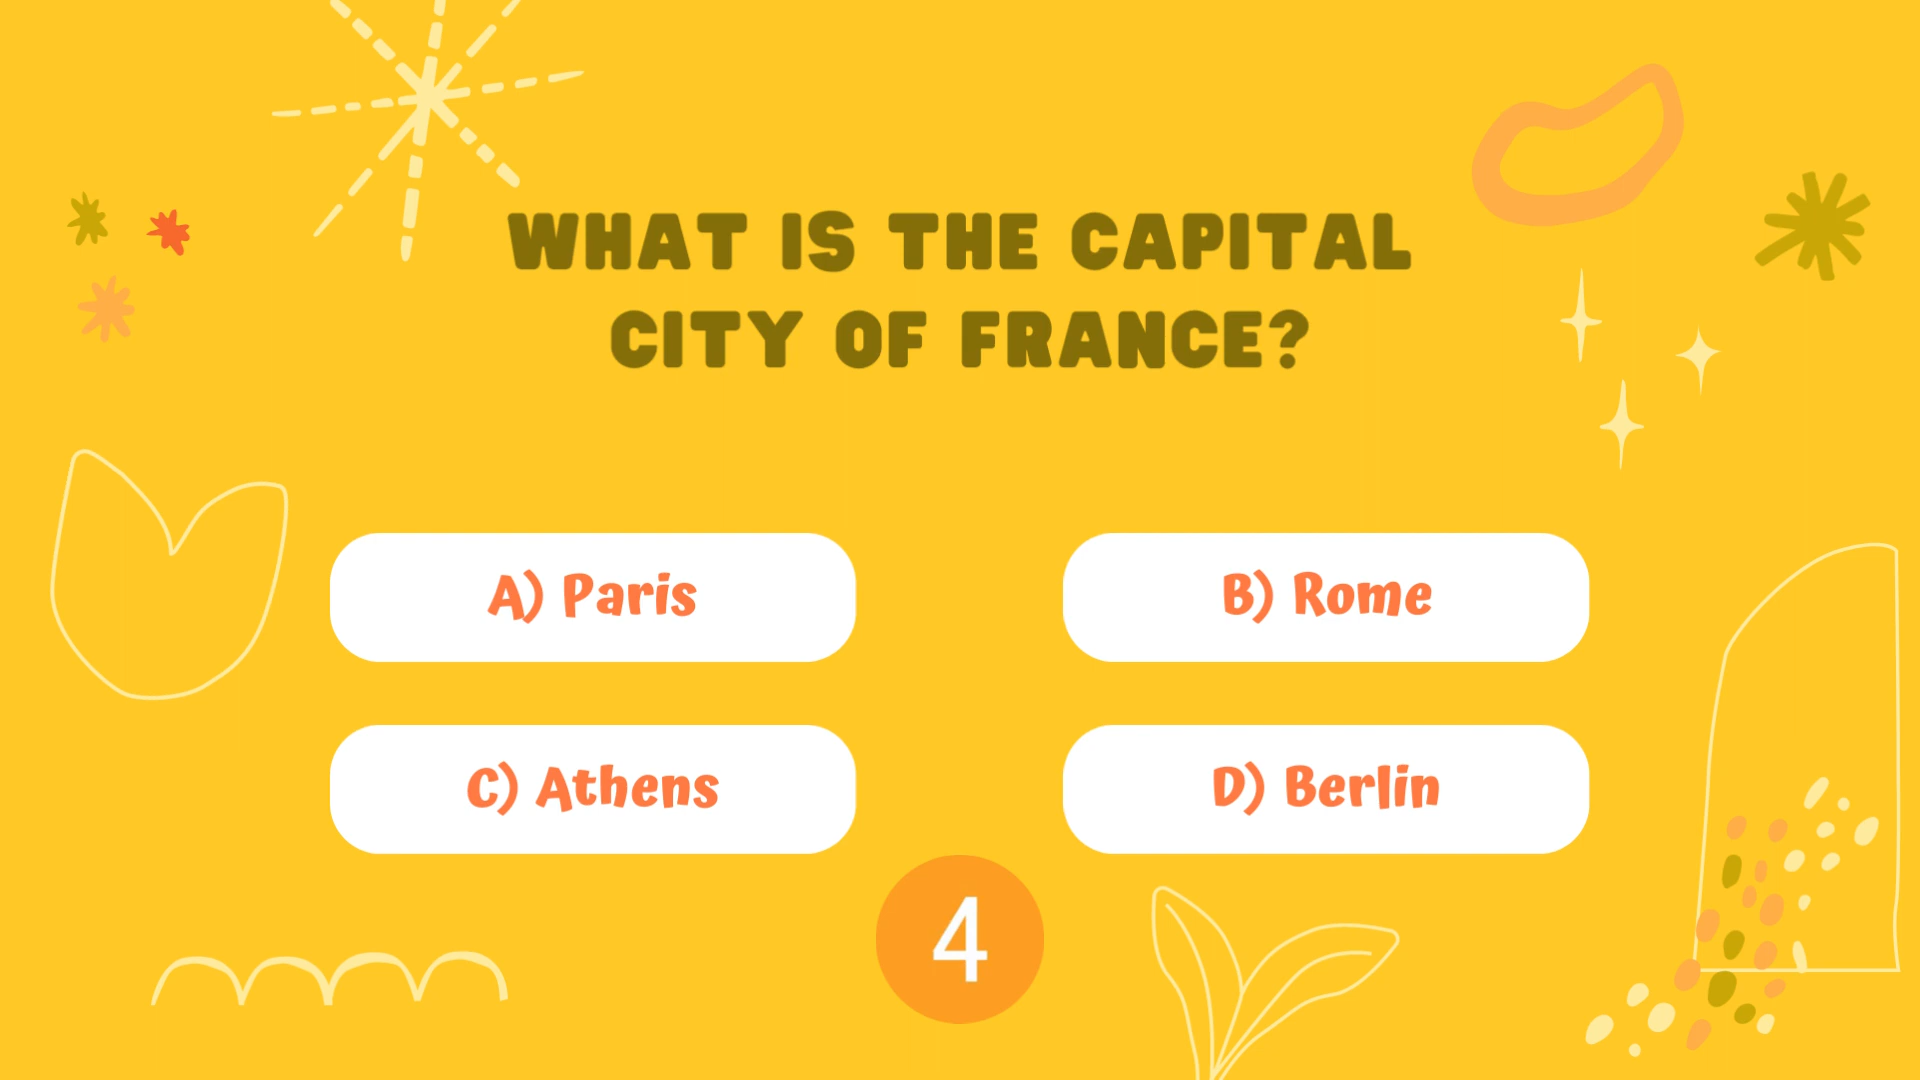 WHAT IS THE CAPITAL
CITY OF FRANCE?
A) Paris
B) Rome
C) Athens
D) Berlin
4